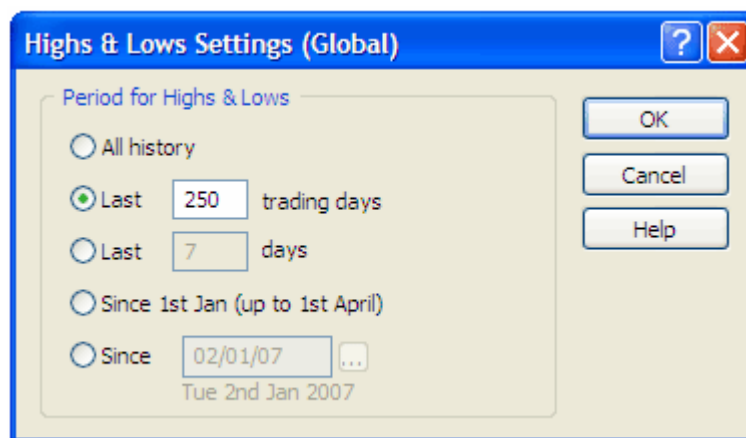 Highs & Lows Settings (Global)
Period for Highs & Lows
All history
Last 250 trading days
Last 7 days
Since 1st Jan (up to 1st April)
Since 02/01/07 ...
Tue 2nd Jan 2007
OK
Cancel
Help